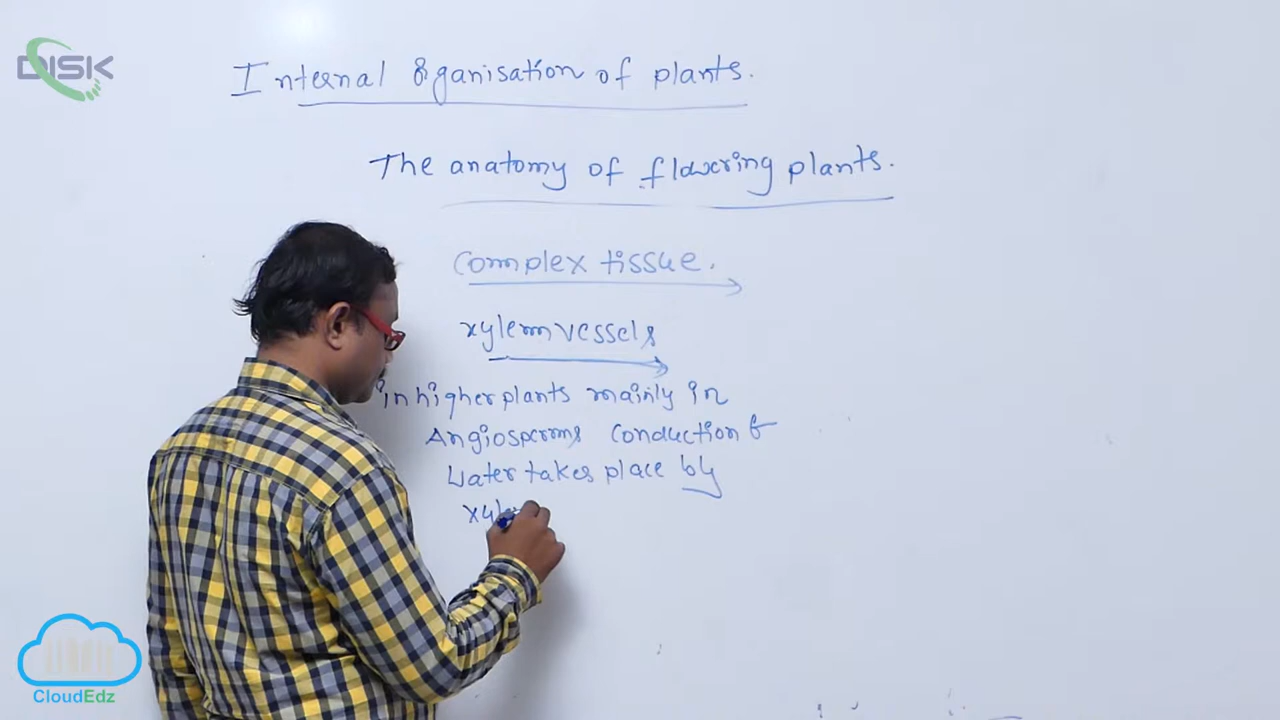 DISK
Internal organisation of plants.
The anatomy of flowering plants.
Complex tissue.
xylem vessels
in higher plants mainly in
Angiosperms conduction of
Water takes place by
xyle
CloudEdz